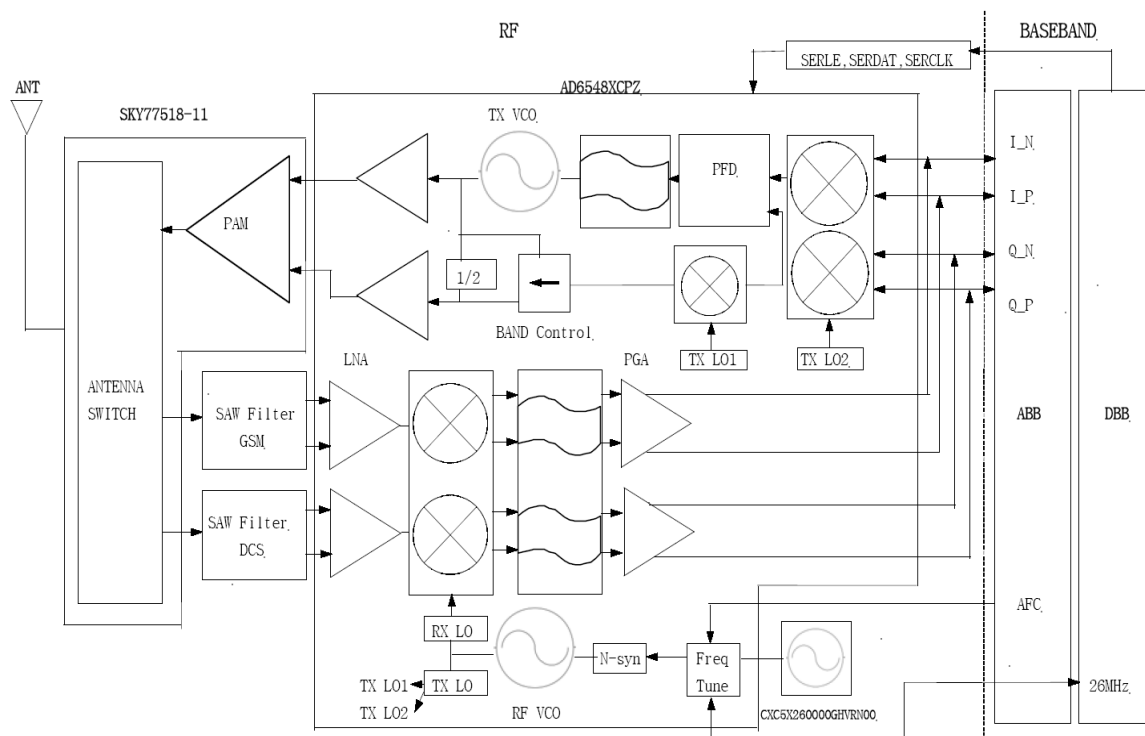 RF
BASEBAND
SERLE, SERDAT, SERCLK
ANT
SKY77518-11
AD6548XCPZ
TX VCO
PFD
I_N
I_P
Q_N
Q_P
PAM
1/2
BAND Control
TX LO1
TX LO2
LNA
PGA
ANTENNA
SWITCH
SAW Filter
GSM
SAW Filter
DCS
ABB
DBB
RX LO
N-syn
Freq
Tune
AFC
TX LO1
TX LO
TX LO2
RF VCO
CXC5X260000GHVRN00
26MHz